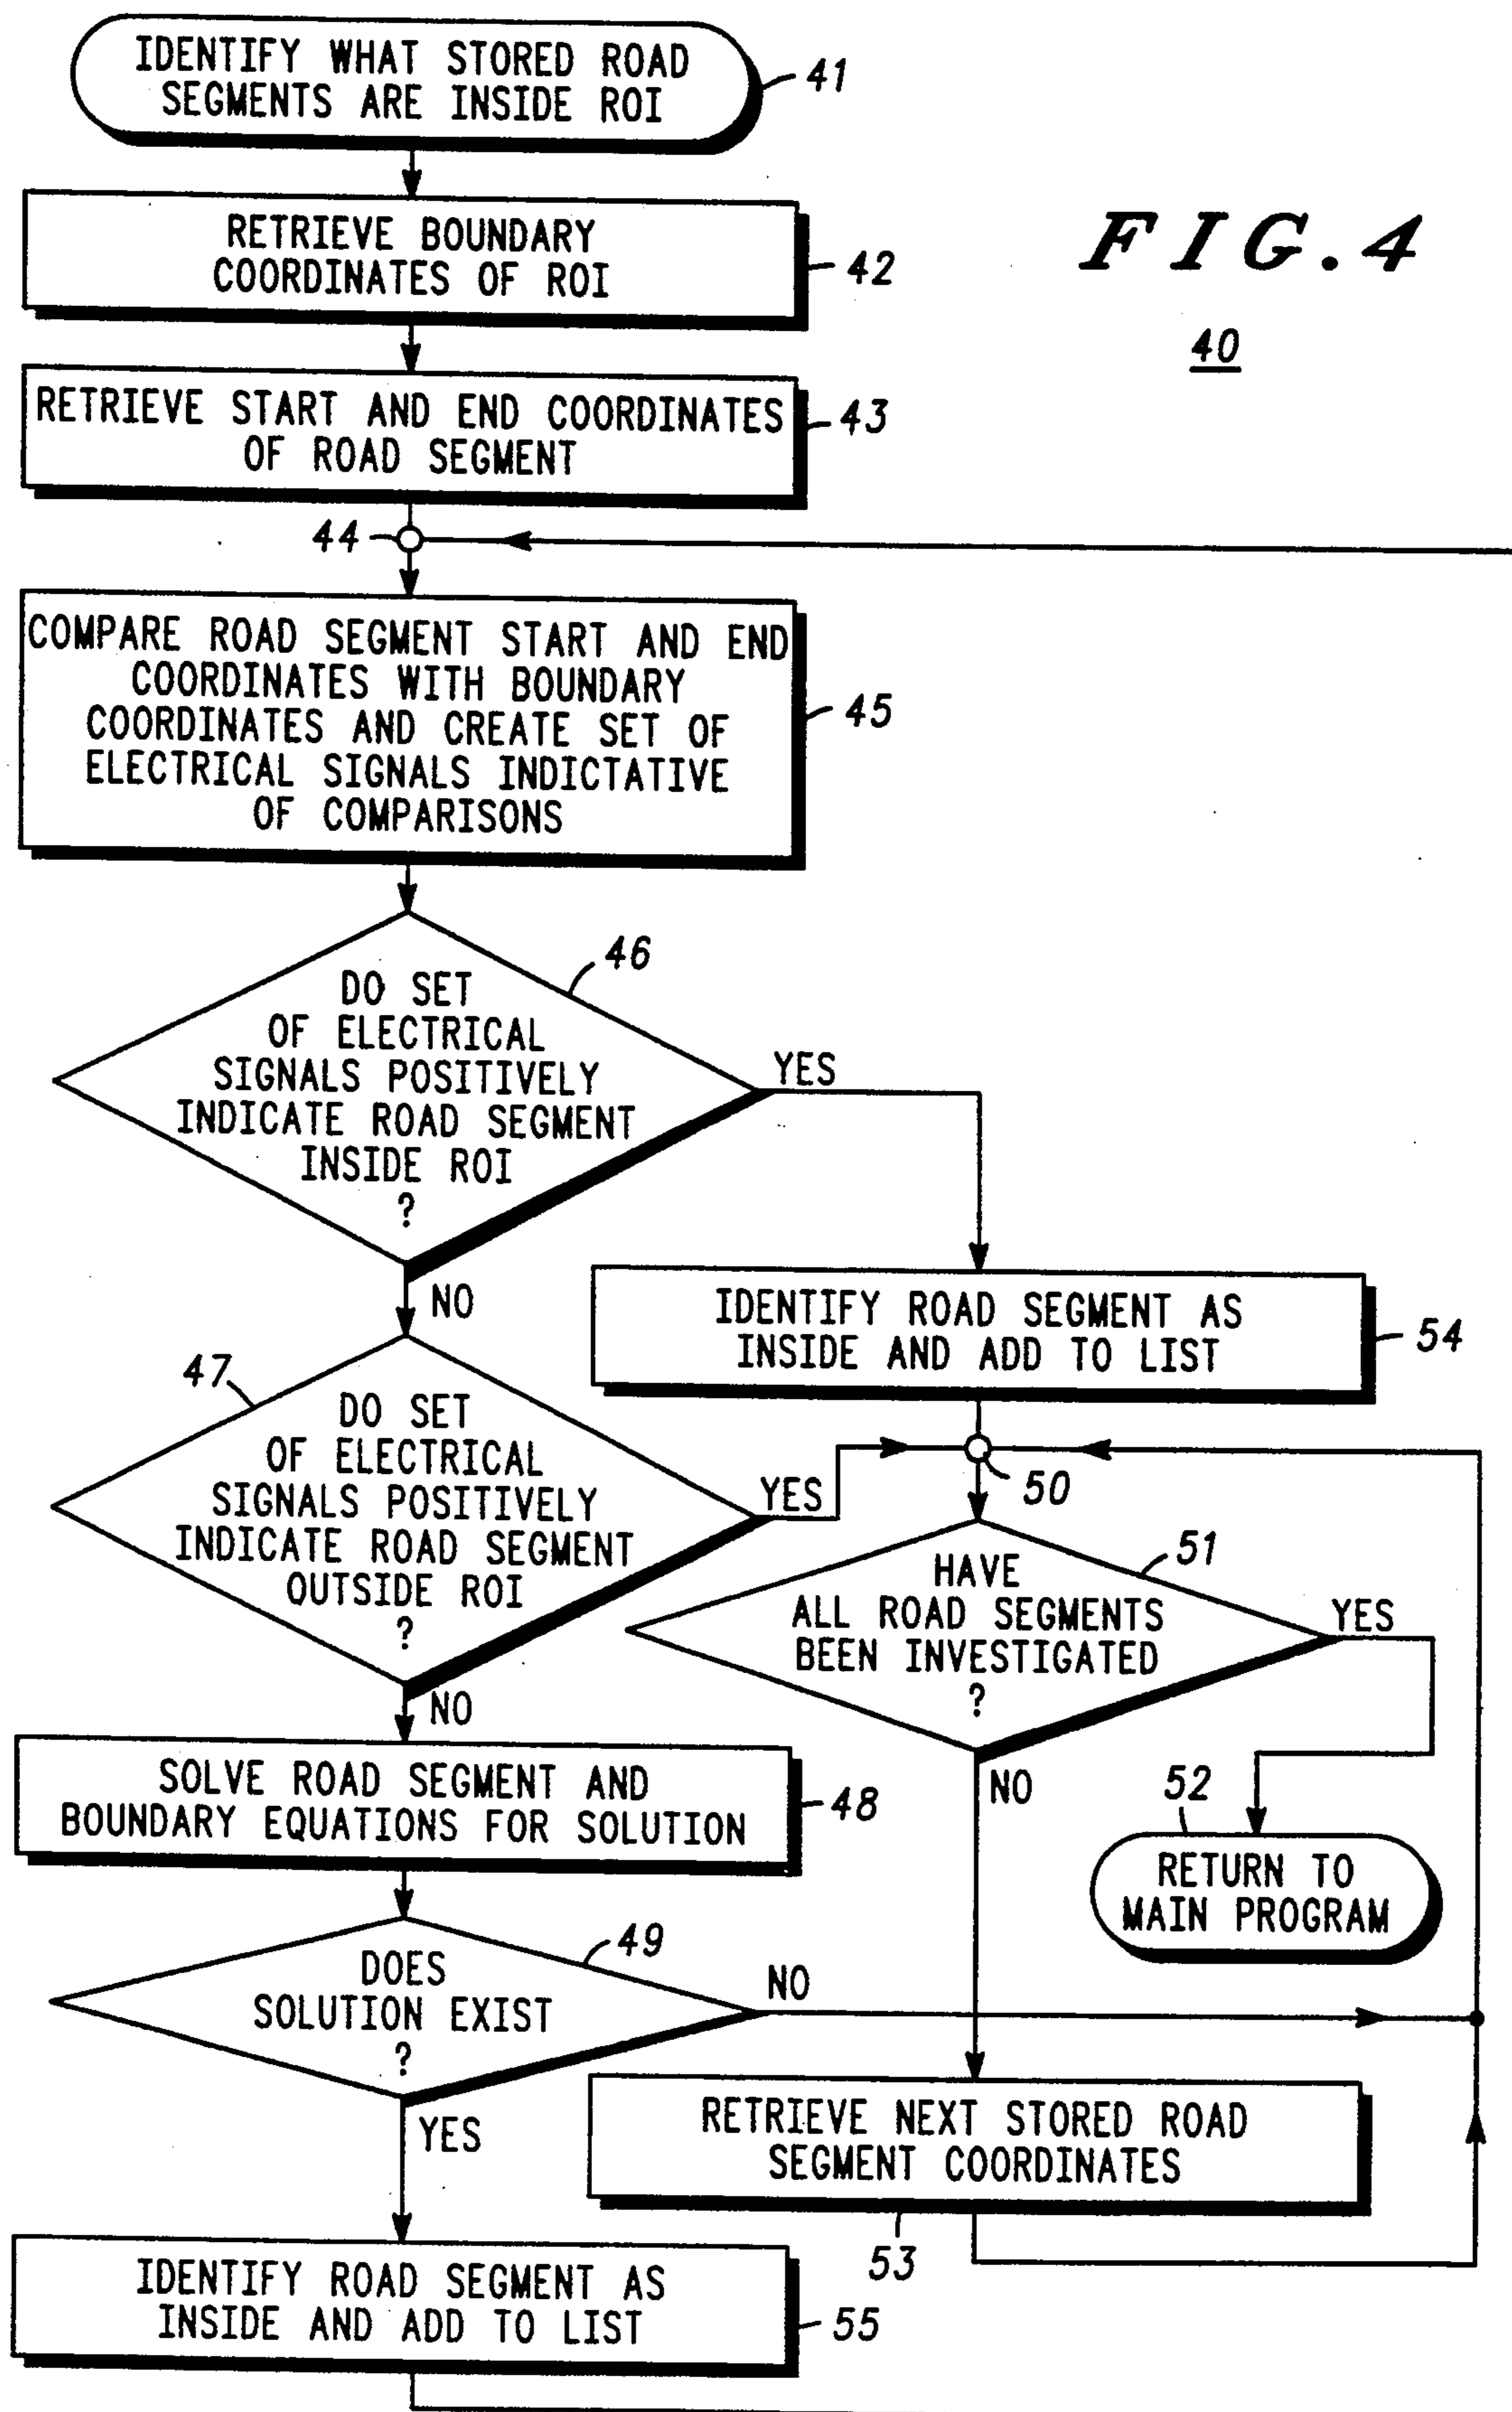 IDENTIFY WHAT STORED ROAD
SEGMENTS ARE INSIDE ROI
41
RETRIEVE BOUNDARY
COORDINATES OF ROI
42
FIG.4
40
RETRIEVE START AND END COORDINATES
OF ROAD SEGMENT
43
44
COMPARE ROAD SEGMENT START AND END
COORDINATES WITH BOUNDARY
COORDINATES AND CREATE SET OF
ELECTRICAL SIGNALS INDICTATIVE
OF COMPARISONS
45
46
DO SET
OF ELECTRICAL
SIGNALS POSITIVELY
INDICATE ROAD SEGMENT
INSIDE ROI
?
YES
NO
IDENTIFY ROAD SEGMENT AS
INSIDE AND ADD TO LIST
54
47
DO SET
OF ELECTRICAL
SIGNALS POSITIVELY
INDICATE ROAD SEGMENT
OUTSIDE ROI
?
YES
NO
50
51
HAVE
ALL ROAD SEGMENTS
BEEN INVESTIGATED
?
YES
NO
52
RETURN TO
MAIN PROGRAM
SOLVE ROAD SEGMENT AND
BOUNDARY EQUATIONS FOR SOLUTION
48
49
DOES
SOLUTION EXIST
?
NO
YES
RETRIEVE NEXT STORED ROAD
SEGMENT COORDINATES
53
IDENTIFY ROAD SEGMENT AS
INSIDE AND ADD TO LIST
55